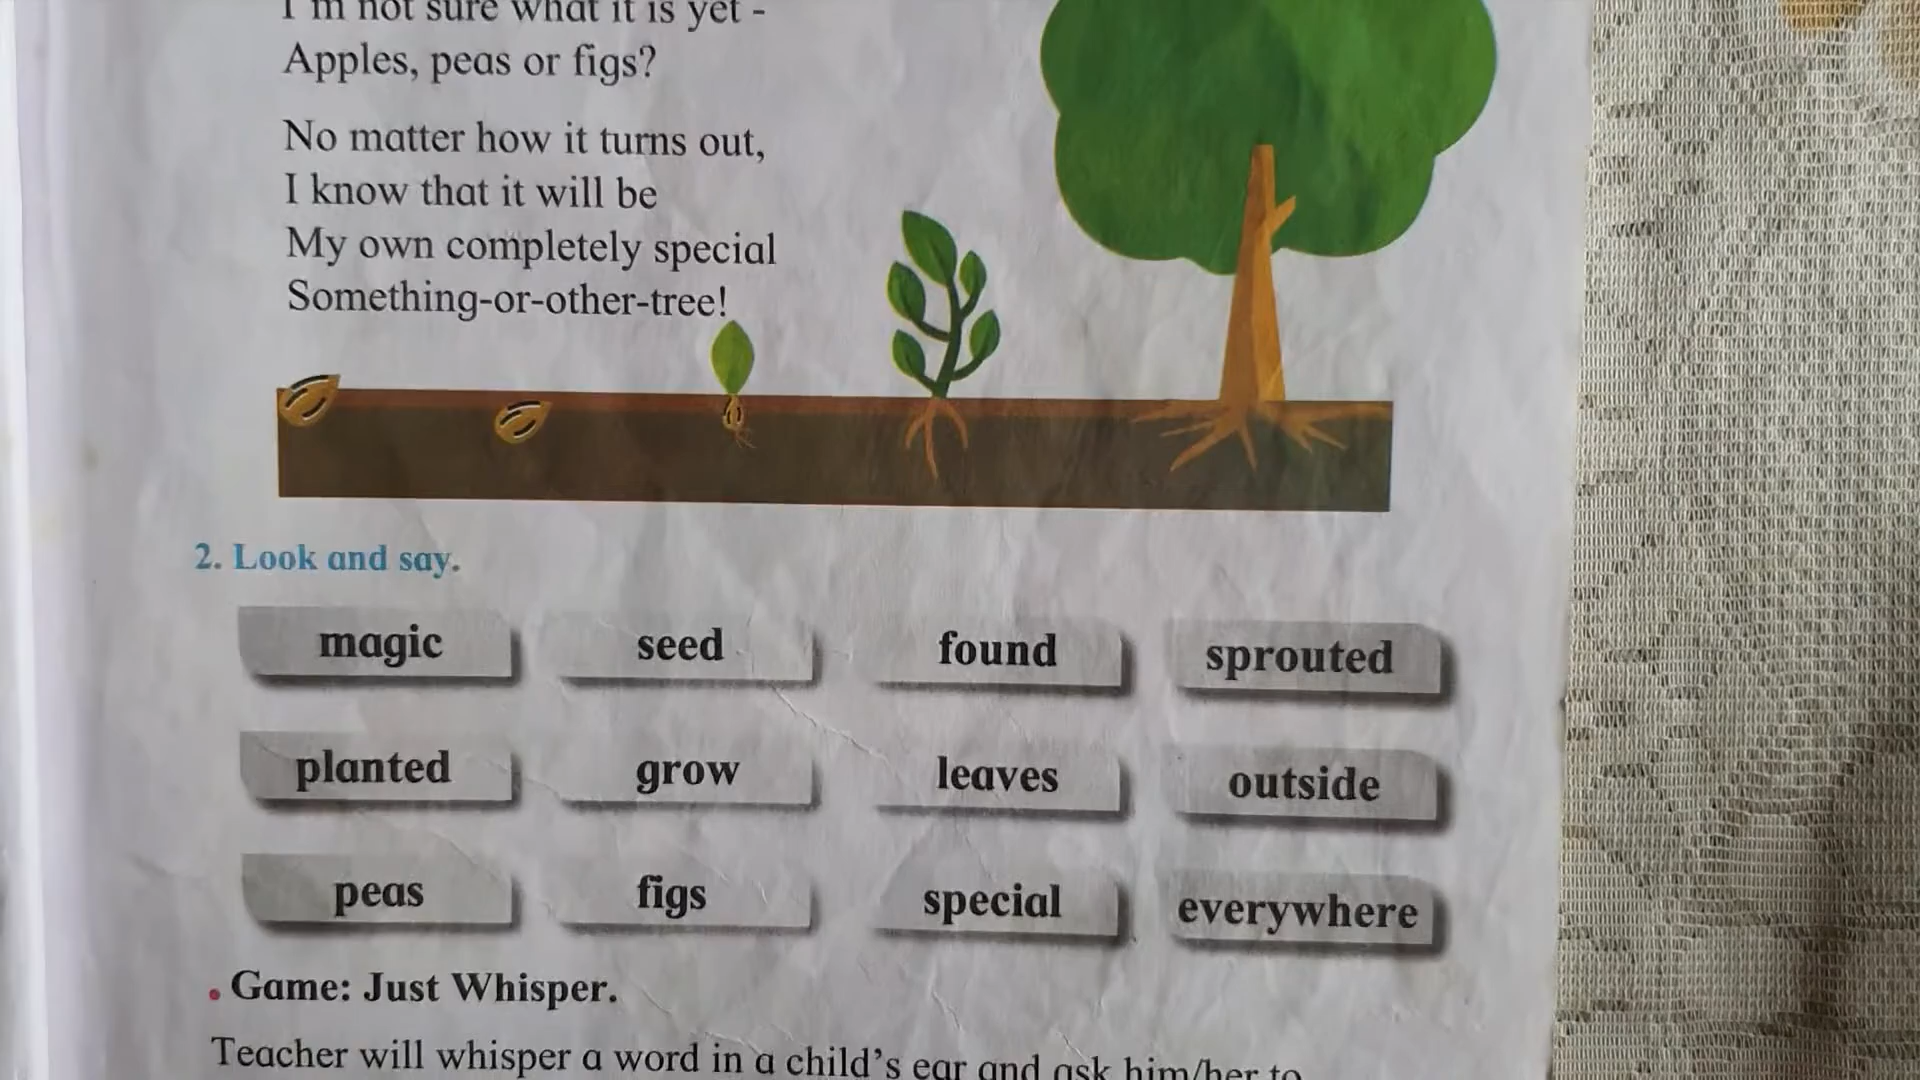 I'm not sure what it is yet -
Apples, peas or figs?
No matter how it turns out,
I know that it will be
My own completely special
Something-or-other-tree!
2. Look and say.
magic seed found sprouted
planted grow leaves outside
peas figs special everywhere
. Game: Just Whisper.
Teacher will whisper a word in a child's ear and ask him/her to